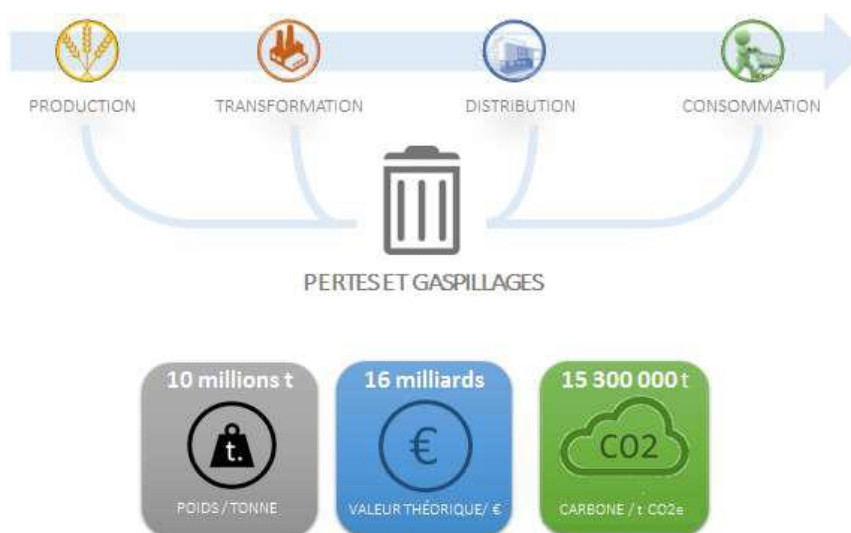 PRODUCTION
TRANSFORMATION
DISTRIBUTION
CONSOMMATION
PERTES ET GASPILLAGES
10 millions t
16 milliards
15 300 000 t
t.
€
CO2
POIDS / TONNE
VALEUR THÉORIQUE/ €
CARBONE / t CO2e